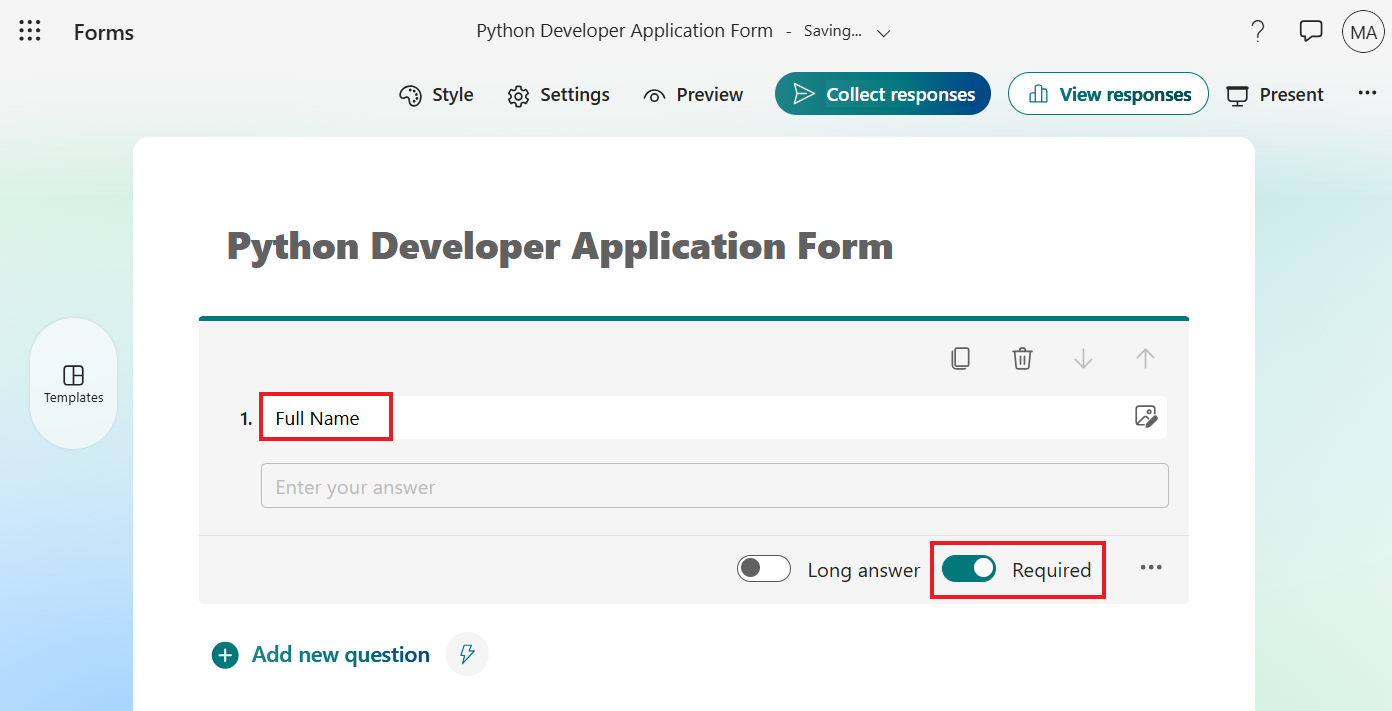 Forms
Python Developer Application Form - Saving...
MA
Style Settings Preview Collect responses View responses Present
Python Developer Application Form
Templates
1. Full Name
Enter your answer
Long answer Required
Add new question